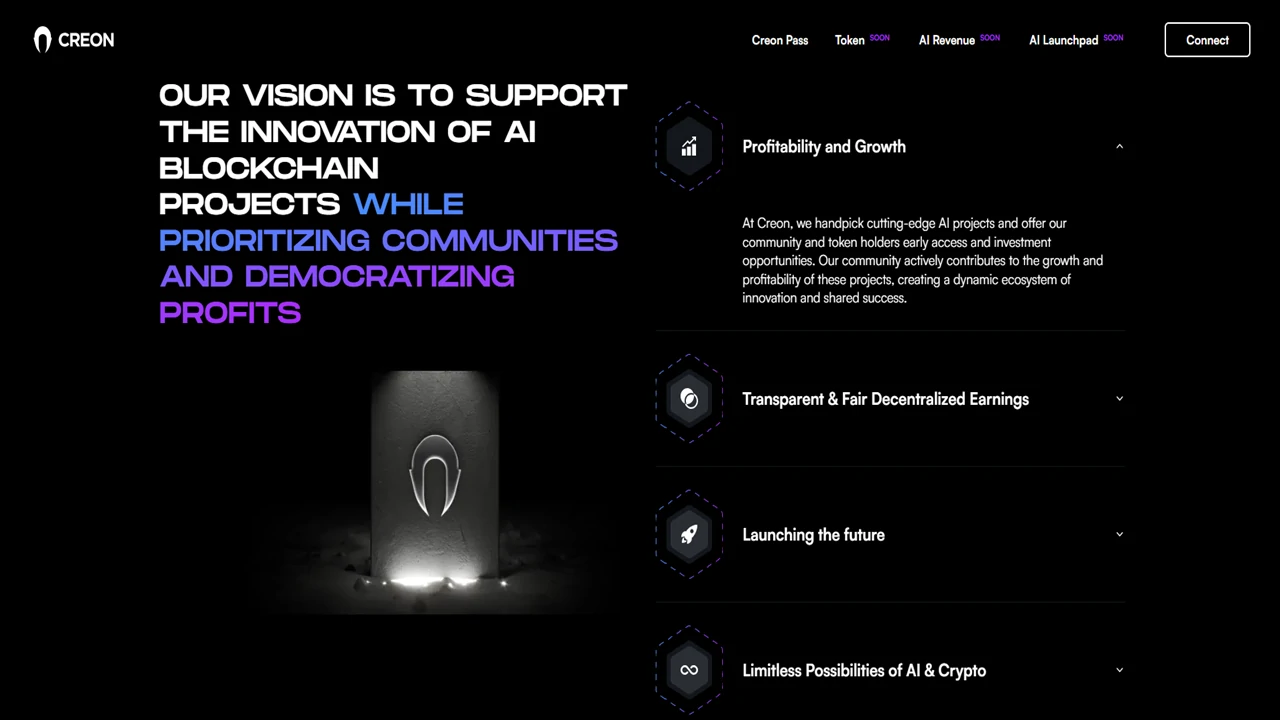 CREON
Creon Pass
Token SOON
AI Revenue SOON
AI Launchpad SOON
Connect
OUR VISION IS TO SUPPORT
THE INNOVATION OF AI
BLOCKCHAIN
PROJECTS WHILE
PRIORITIZING COMMUNITIES
AND DEMOCRATIZING
PROFITS
Profitability and Growth
At Creon, we handpick cutting-edge AI projects and offer our
community and token holders early access and investment
opportunities. Our community actively contributes to the growth and
profitability of these projects, creating a dynamic ecosystem of
innovation and shared success.
Transparent & Fair Decentralized Earnings
Launching the future
Limitless Possibilities of AI & Crypto